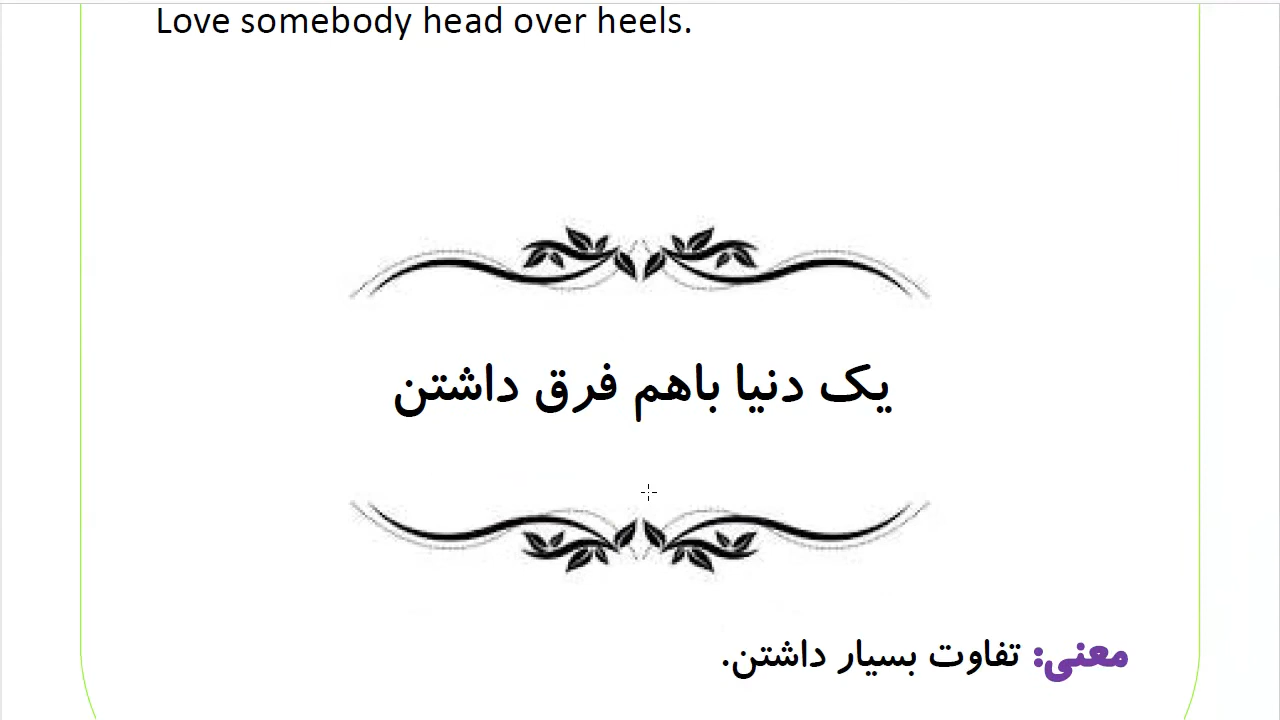 Love somebody head over heels.
یک دنیا باهم فرق داشتن
معنی: تفاوت بسیار داشتن.